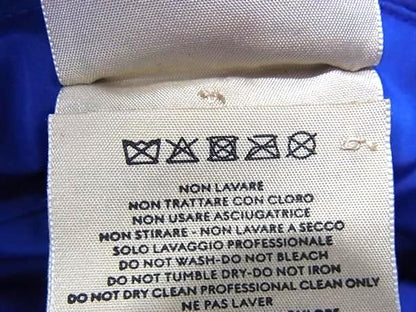 NON LAVARE
NON TRATTARE CON CLORO
NON USARE ASCIUGATRICE
NON STIRARE - NON LAVARE A SECCO
SOLO LAVAGGIO PROFESSIONALE
DO NOT WASH-DO NOT BLEACH
DO NOT TUMBLE DRY-DO NOT IRON
DO NOT DRY CLEAN PROFESSIONAL CLEAN ONLY
NE PAS LAVER